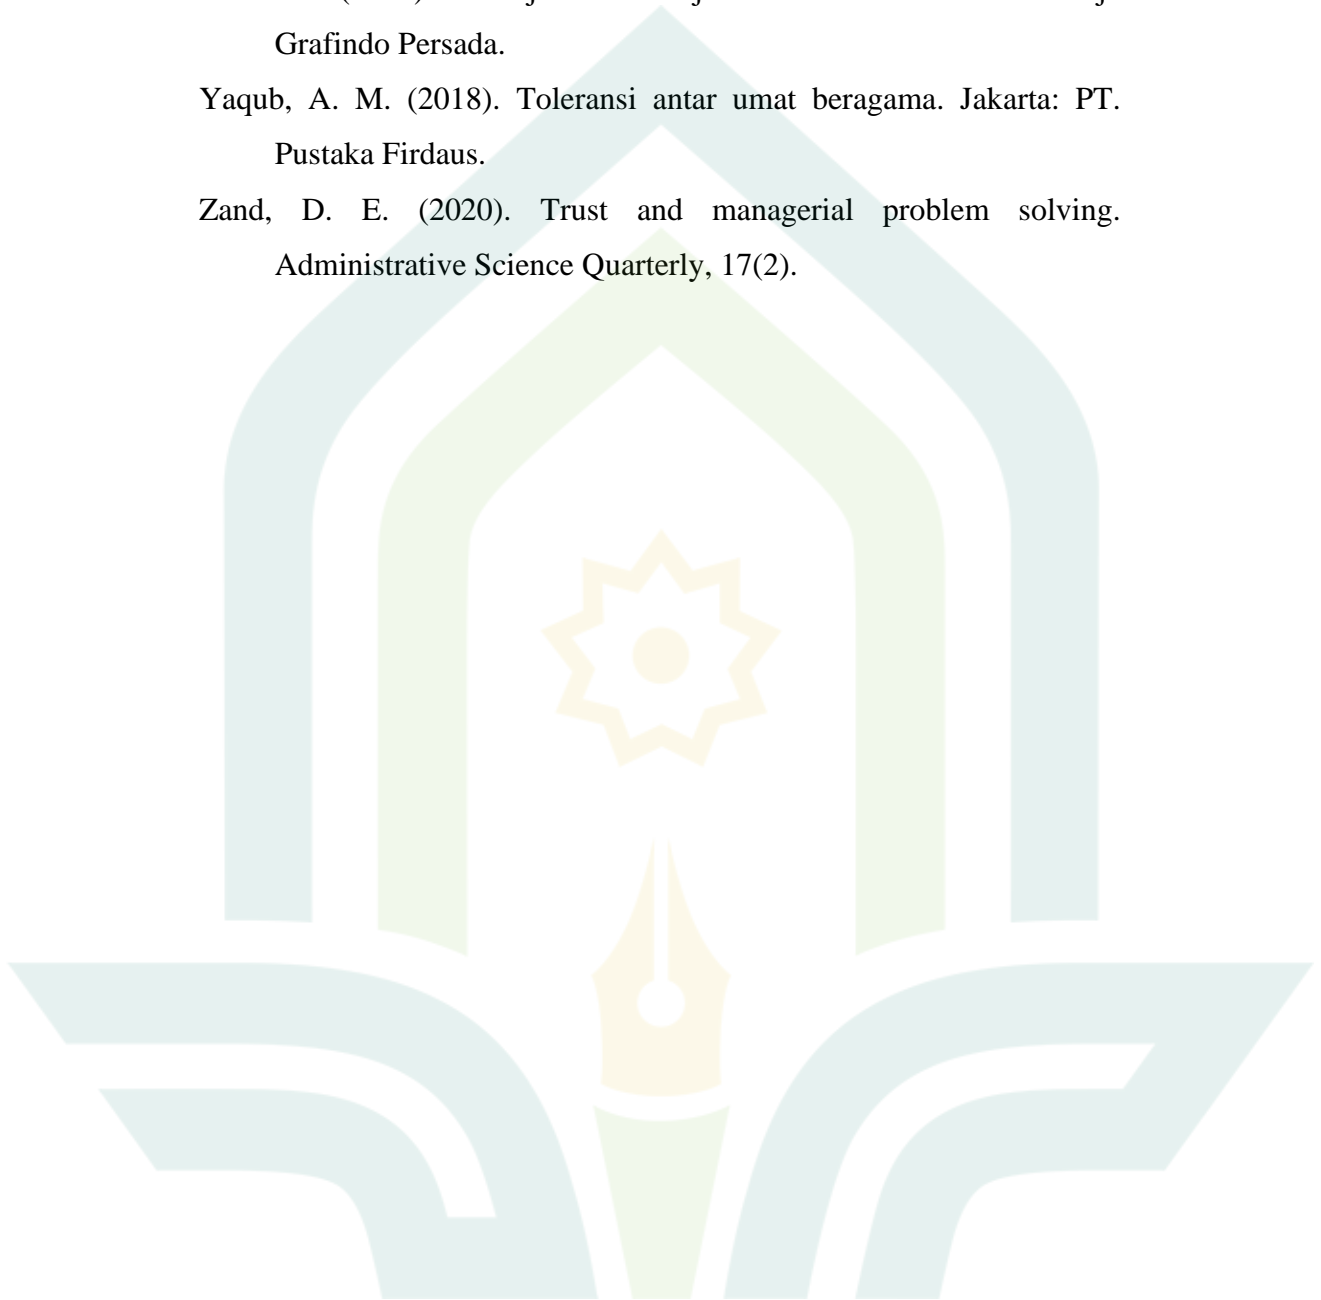 Grafindo Persada.
Yaqub, A. M. (2018). Toleransi antar umat beragama. Jakarta: PT.
Pustaka Firdaus.
Zand, D. E. (2020). Trust and managerial problem solving.
Administrative Science Quarterly, 17(2).